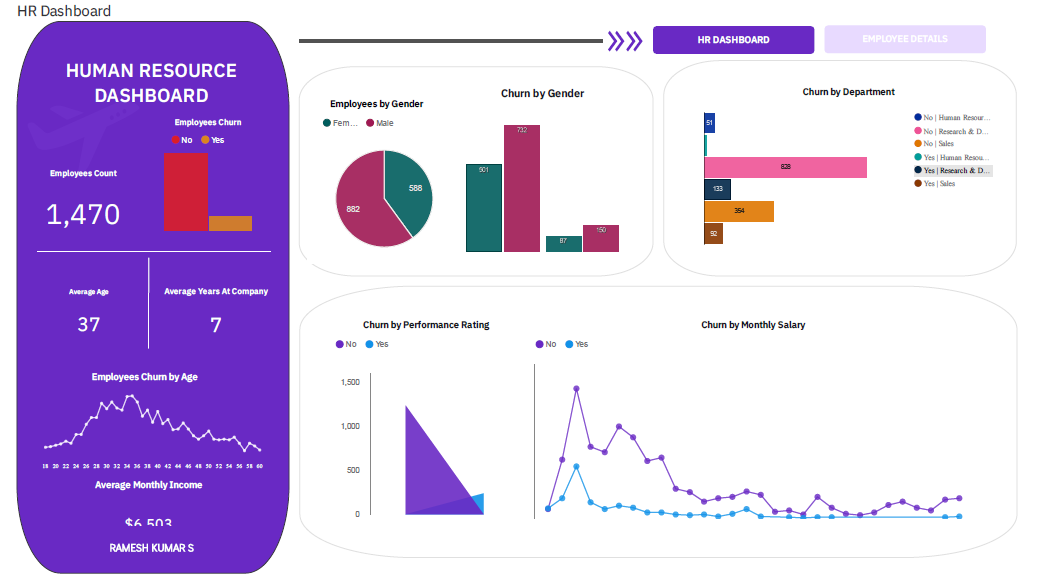 HR Dashboard
HUMAN RESOURCE
DASHBOARD
Employees Churn
No Yes
Employees Count
1,470
Average Age
37
Average Years At Company
7
Employees Churn by Age
18 20 22 24 26 28 30 32 34 36 38 40 42 44 46 48 50 52 54 56 58 60
Average Monthly Income
$6,503
RAMESH KUMAR S
HR DASHBOARD
EMPLOYEE DETAILS
Employees by Gender
Fem... Male
588
882
Churn by Gender
501
732
87
150
Churn by Department
51
828
133
354
92
No | Human Resour...
No | Research & D...
No | Sales
Yes | Human Resou...
Yes | Research & D...
Yes | Sales
Churn by Performance Rating
No Yes
1,500
1,000
500
0
Churn by Monthly Salary
No Yes